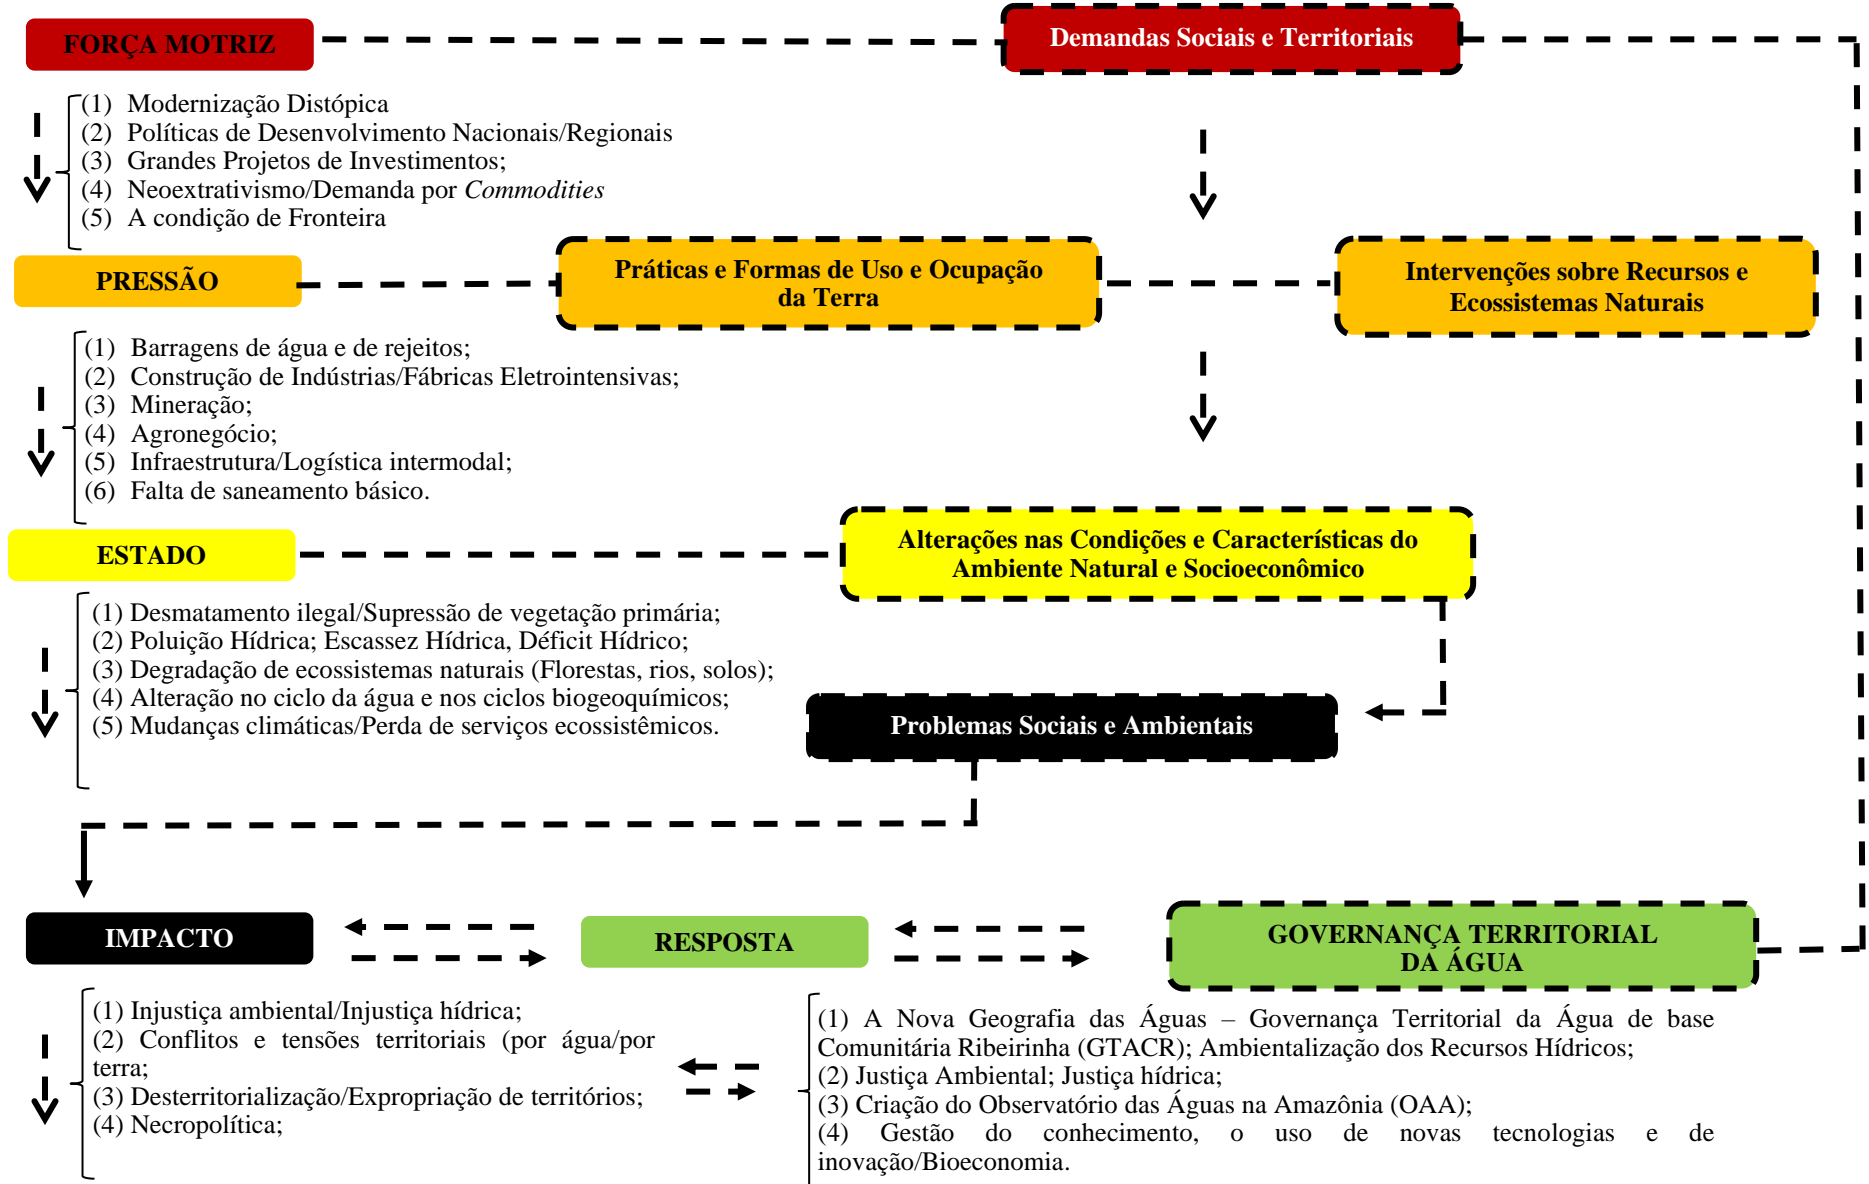 FORÇA MOTRIZ
Demandas Sociais e Territoriais
(1) Modernização Distópica
(2) Políticas de Desenvolvimento Nacionais/Regionais
(3) Grandes Projetos de Investimentos;
(4) Neoextrativismo/Demanda por Commodities
(5) A condição de Fronteira
PRESSÃO
Práticas e Formas de Uso e Ocupação
da Terra
Intervenções sobre Recursos e
Ecossistemas Naturais
(1) Barragens de água e de rejeitos;
(2) Construção de Indústrias/Fábricas Eletrointensivas;
(3) Mineração;
(4) Agronegócio;
(5) Infraestrutura/Logística intermodal;
(6) Falta de saneamento básico.
ESTADO
Alterações nas Condições e Características do
Ambiente Natural e Socioeconômico
(1) Desmatamento ilegal/Supressão de vegetação primária;
(2) Poluição Hídrica; Escassez Hídrica, Déficit Hídrico;
(3) Degradação de ecossistemas naturais (Florestas, rios, solos);
(4) Alteração no ciclo da água e nos ciclos biogeoquímicos;
(5) Mudanças climáticas/Perda de serviços ecossistêmicos.
Problemas Sociais e Ambientais
IMPACTO
RESPOSTA
GOVERNANÇA TERRITORIAL
DA ÁGUA
(1) Injustiça ambiental/Injustiça hídrica;
(2) Conflitos e tensões territoriais (por água/por
terra;
(3) Desterritorialização/Expropriação de territórios;
(4) Necropolítica;
(1) A Nova Geografia das Águas – Governança Territorial da Água de base
Comunitária Ribeirinha (GTACR); Ambientalização dos Recursos Hídricos;
(2) Justiça Ambiental; Justiça hídrica;
(3) Criação do Observatório das Águas na Amazônia (OAA);
(4) Gestão do conhecimento, o uso de novas tecnologias e de
inovação/Bioeconomia.